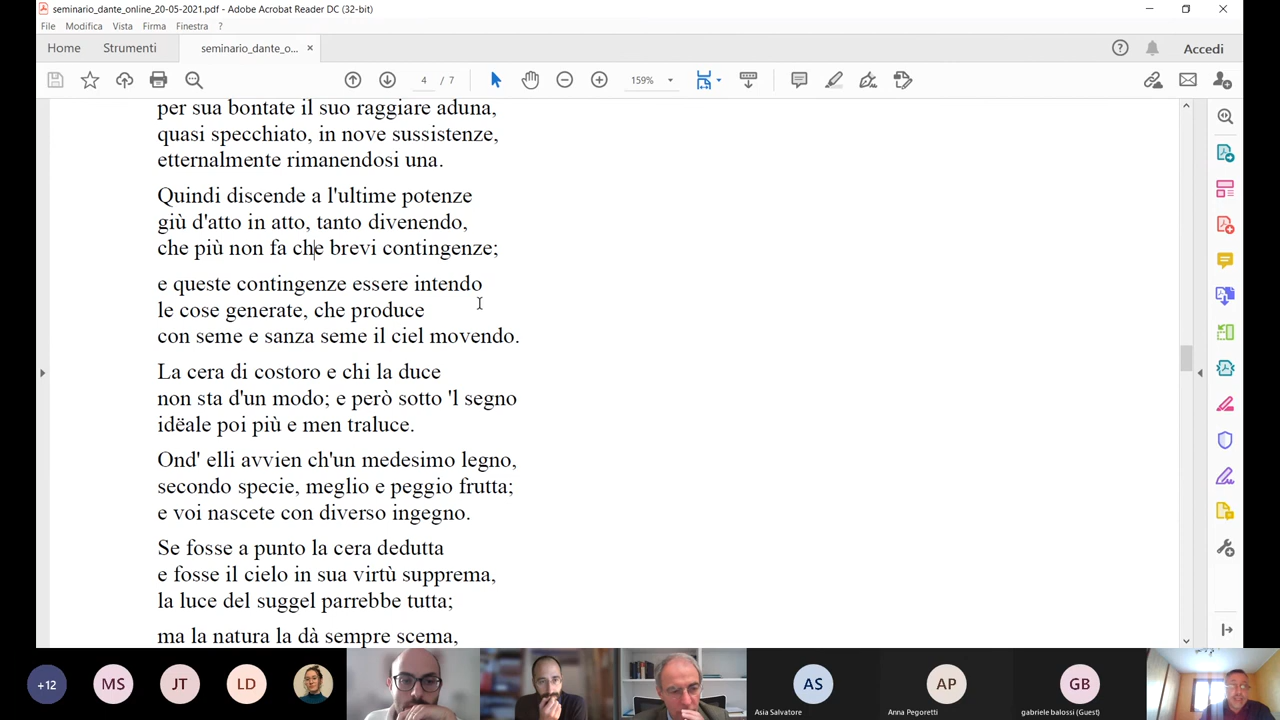 seminario_dante_online_20-05-2021.pdf - Adobe Acrobat Reader DC (32-bit)
File Modifica Vista Firma Finestra ?
Home Strumenti seminario_dante_o... × Accedi
4 / 7 159%
per sua bontate il suo raggiare aduna,
quasi specchiato, in nove sussistenze,
etternalmente rimanendosi una.
Quindi discende a l'ultime potenze
giù d'atto in atto, tanto divenendo,
che più non fa che brevi contingenze;
e queste contingenze essere intendo
le cose generate, che produce
con seme e sanza seme il ciel movendo.
La cera di costoro e chi la duce
non sta d'un modo; e però sotto 'l segno
idëale poi più e men traluce.
Ond' elli avvien ch'un medesimo legno,
secondo specie, meglio e peggio frutta;
e voi nascete con diverso ingegno.
Se fosse a punto la cera dedutta
e fosse il cielo in sua virtù supprema,
la luce del suggel parrebbe tutta;
ma la natura la dà sempre scema,
+12 MS JT LD AS AP GB
Asia Salvatore Anna Pegoretti gabriele balossi (Guest)